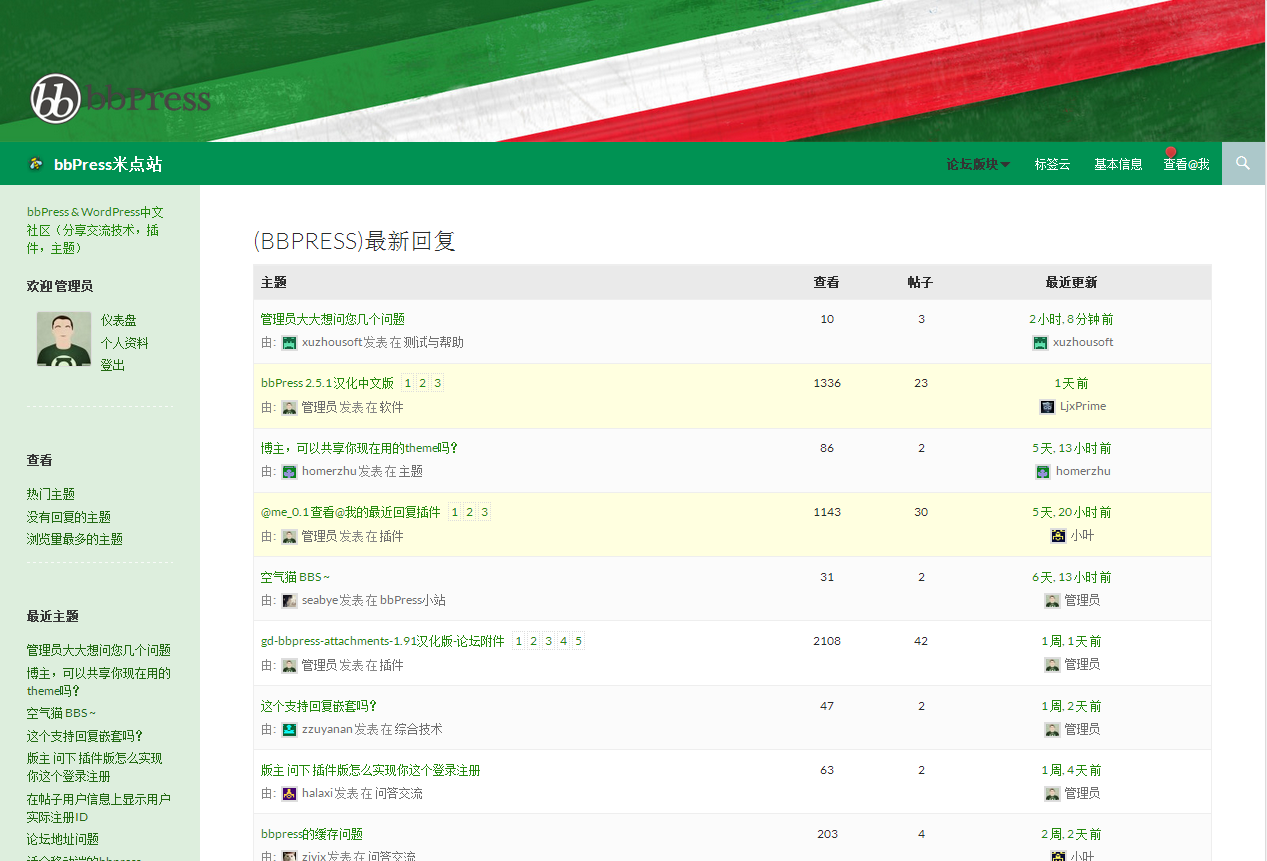 bb bbPress
bbPress米点站
论坛版块 标签云 基本信息 查看@我
bbPress & WordPress中文
社区（分享交流技术，插
件，主题）
欢迎 管理员
仪表盘
个人资料
登出
查看
热门主题
没有回复的主题
浏览量最多的主题
最近主题
管理员大大想问您几个问题
博主，可以共享你现在用的
theme吗？
空气猫 BBS ~
这个支持回复嵌套吗？
版主 问下 插件版怎么实现
你这个登录注册
在帖子用户信息上显示用户
实际注册ID
论坛地址问题
适合移动端的bbpress
(BBPRESS)最新回复
主题 查看 帖子 最近更新
管理员大大想问您几个问题 10 3 2 小时, 8 分钟 前
由: xuzhousoft发表在 测试与帮助 xuzhousoft
bbPress 2.5.1 汉化中文版 1 2 3 1336 23 1 天 前
由: 管理员发表在 软件 LjxPrime
博主，可以共享你现在用的theme吗？ 86 2 5 天, 13 小时 前
由: homerzhu发表在 主题 homerzhu
@me_0.1 查看@我的最近回复插件 1 2 3 1143 30 5 天, 20 小时 前
由: 管理员发表在 插件 小叶
空气猫 BBS ~ 31 2 6 天, 13 小时 前
由: seabye发表在 bbPress小站 管理员
gd-bbpress-attachments-1.91汉化版-论坛附件 1 2 3 4 5 2108 42 1 周, 1 天 前
由: 管理员发表在 插件 管理员
这个支持回复嵌套吗？ 47 2 1 周, 2 天 前
由: zzuyanan发表在 综合技术 管理员
版主 问下 插件版怎么实现你这个登录注册 63 2 1 周, 4 天 前
由: halaxi发表在 问答交流 管理员
bbpress的缓存问题 203 4 2 周, 2 天 前
由: zivix发表在 问答交流 小叶